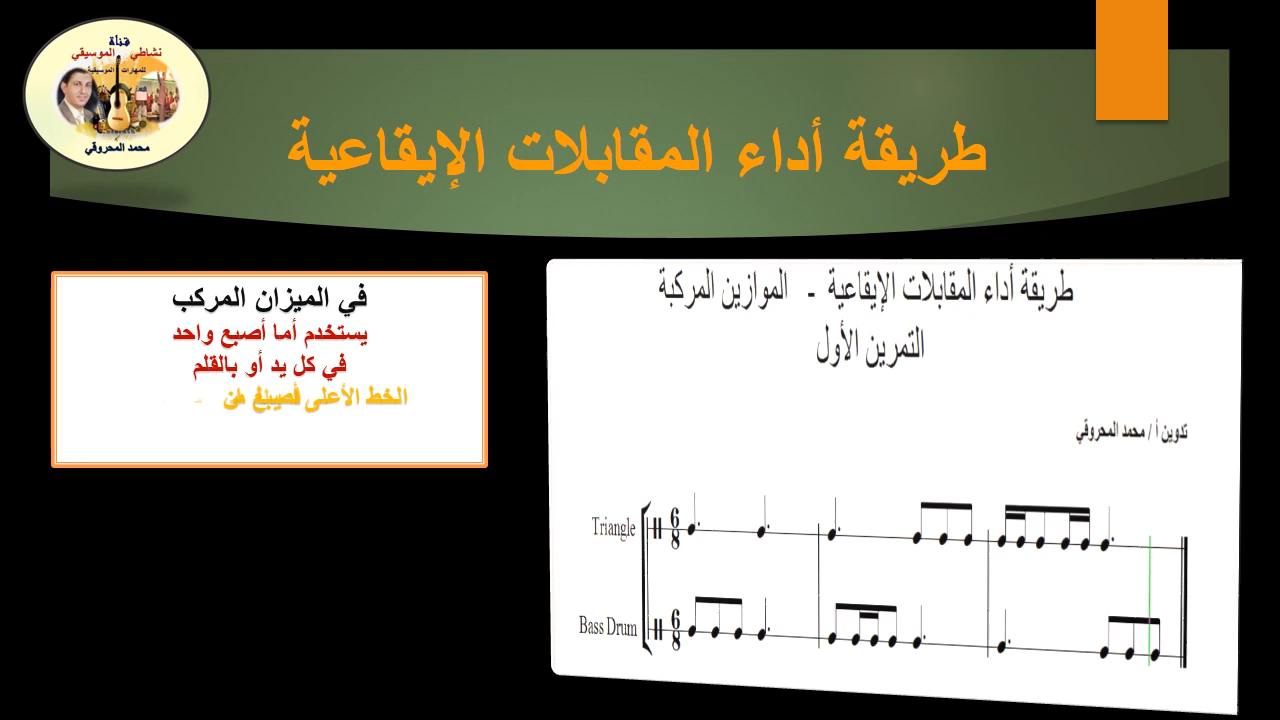 قناة
نشاطي الموسيقي
للمهارات الموسيقية
محمد المحروقي
طريقة أداء المقابلات الإيقاعية
في الميزان المركب
يستخدم أما أصبع واحد
في كل يد أو بالقلم
الخط الأعلى
طريقة أداء المقابلات الإيقاعية - الموازين المركبة
التمرين الأول
تدوين أ / محمد المحروقي
Triangle 6 8
Bass Drum 6 8